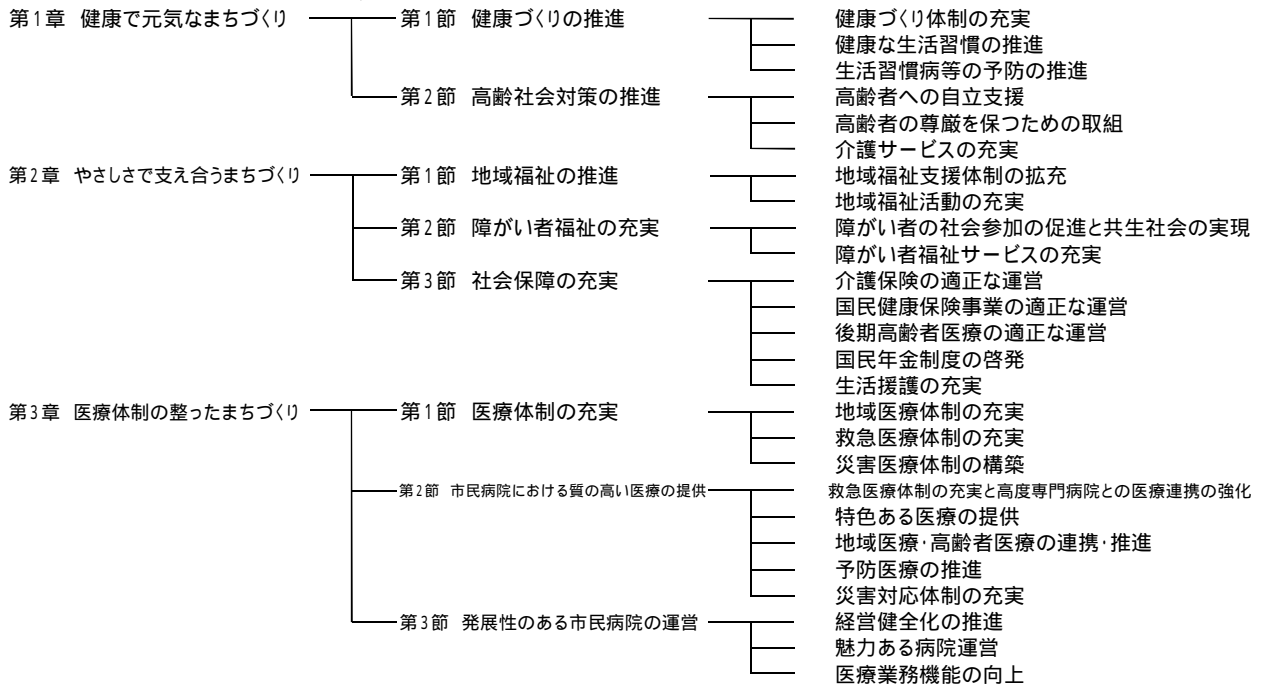 第1章 健康で元気なまちづくり 第1節 健康づくりの推進 健康づくり体制の充実
健康な生活習慣の推進
生活習慣病等の予防の推進
第2節 高齢社会対策の推進 高齢者への自立支援
高齢者の尊厳を保つための取組
介護サービスの充実
第2章 やさしさで支え合うまちづくり 第1節 地域福祉の推進 地域福祉支援体制の拡充
地域福祉活動の充実
第2節 障がい者福祉の充実 障がい者の社会参加の促進と共生社会の実現
障がい者福祉サービスの充実
第3節 社会保障の充実 介護保険の適正な運営
国民健康保険事業の適正な運営
後期高齢者医療の適正な運営
国民年金制度の啓発
生活援護の充実
第3章 医療体制の整ったまちづくり 第1節 医療体制の充実 地域医療体制の充実
救急医療体制の充実
災害医療体制の構築
第2節 市民病院における質の高い医療の提供 救急医療体制の充実と高度専門病院との医療連携の強化
特色ある医療の提供
地域医療・高齢者医療の連携・推進
予防医療の推進
災害対応体制の充実
第3節 発展性のある市民病院の運営 経営健全化の推進
魅力ある病院運営
医療業務機能の向上